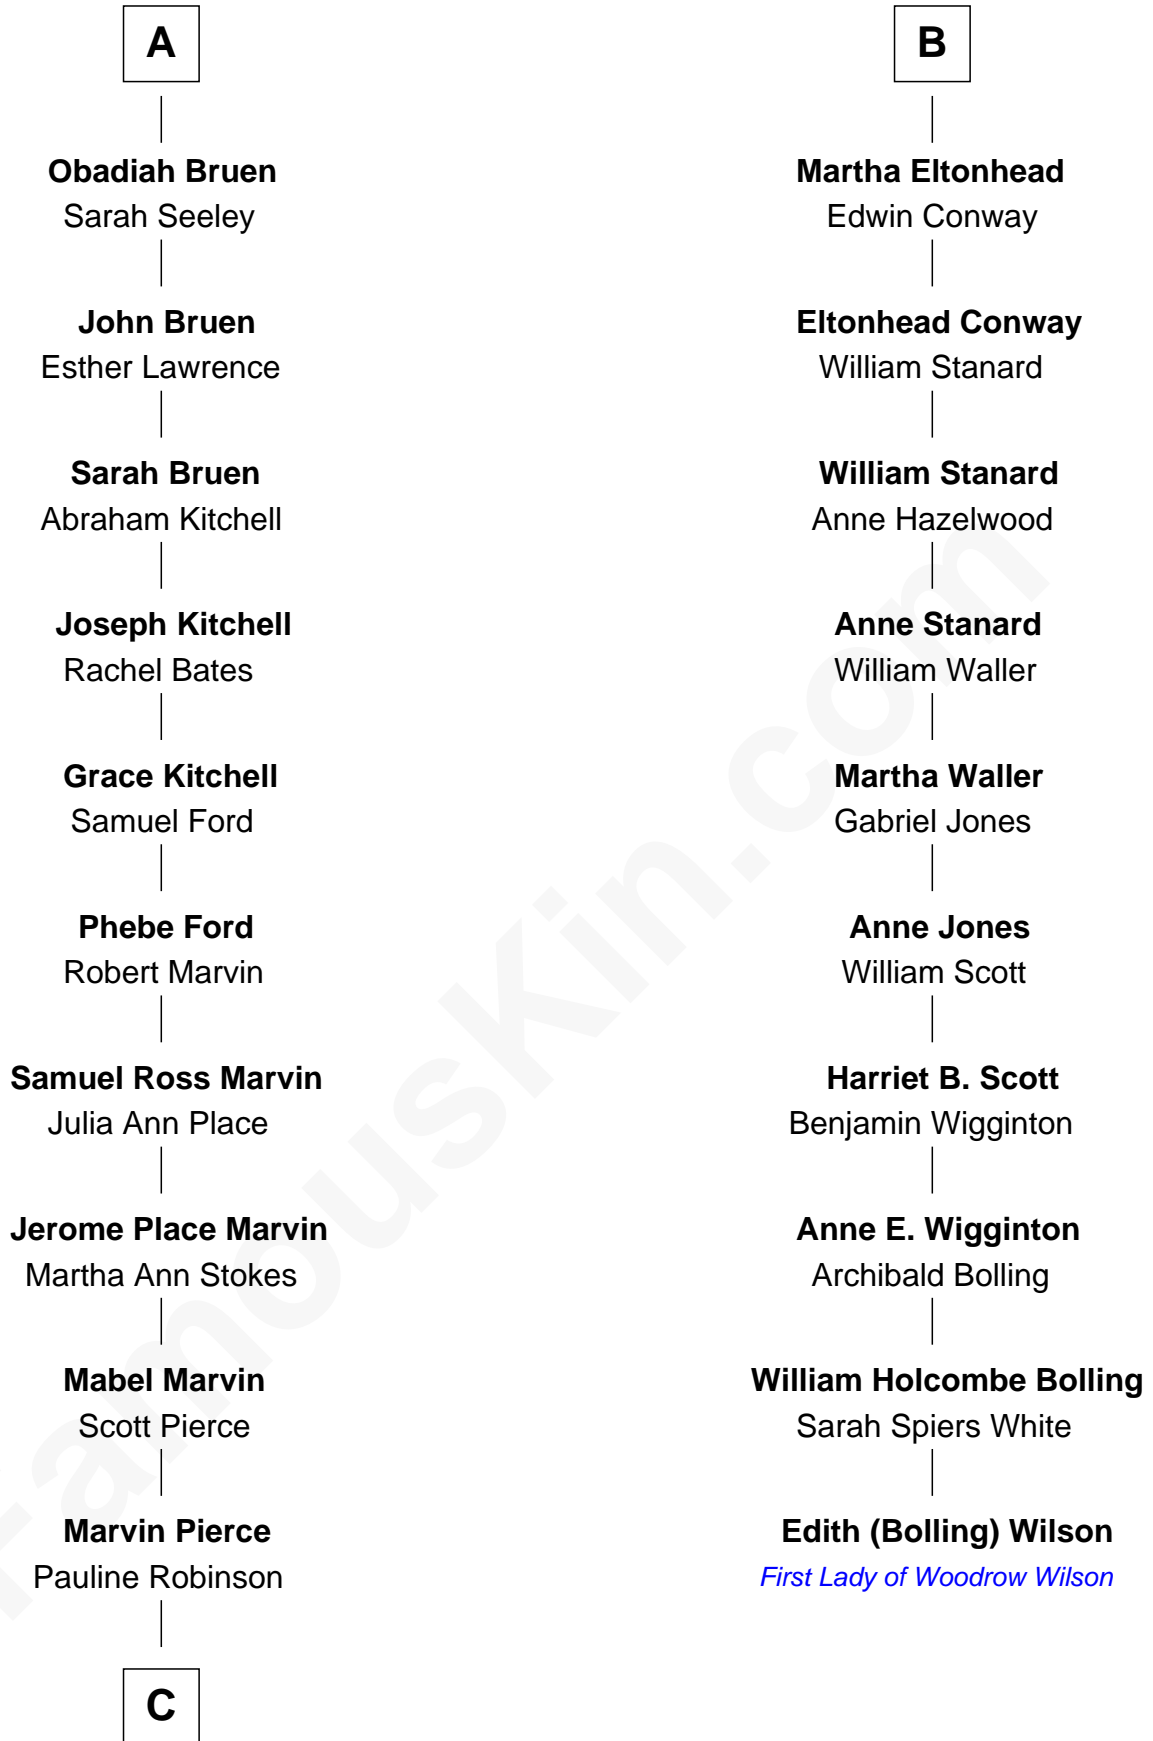 A
Obadiah Bruen
Sarah Seeley
John Bruen
Esther Lawrence
Sarah Bruen
Abraham Kitchell
Joseph Kitchell
Rachel Bates
Grace Kitchell
Samuel Ford
Phebe Ford
Robert Marvin
Samuel Ross Marvin
Julia Ann Place
Jerome Place Marvin
Martha Ann Stokes
Mabel Marvin
Scott Pierce
Marvin Pierce
Pauline Robinson
C
B
Martha Eltonhead
Edwin Conway
Eltonhead Conway
William Stanard
William Stanard
Anne Hazelwood
Anne Stanard
William Waller
Martha Waller
Gabriel Jones
Anne Jones
William Scott
Harriet B. Scott
Benjamin Wigginton
Anne E. Wigginton
Archibald Bolling
William Holcombe Bolling
Sarah Spiers White
Edith (Bolling) Wilson
First Lady of Woodrow Wilson
FamousKin.com